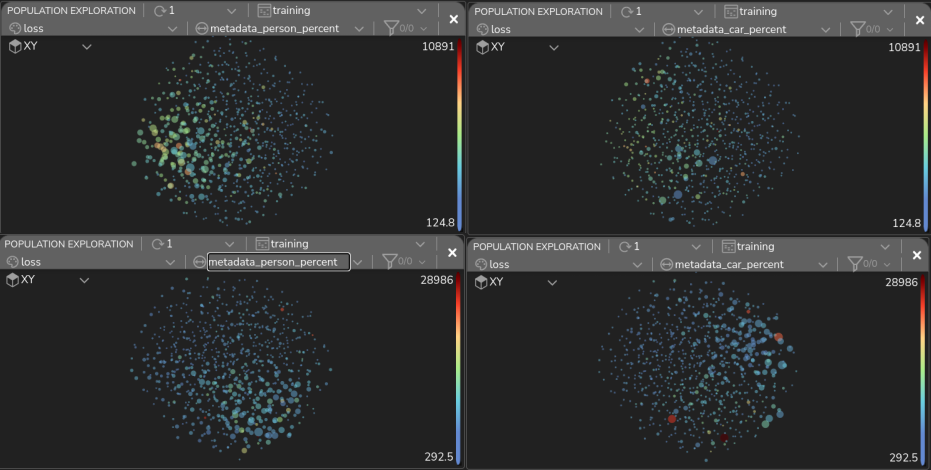 POPULATION EXPLORATION 1 training
loss metadata_person_percent 0/0
XY 10891
124.8
POPULATION EXPLORATION 1 training
loss metadata_car_percent 0/0
XY 10891
124.8
POPULATION EXPLORATION 1 training
loss metadata_person_percent 0/0
XY 28986
292.5
POPULATION EXPLORATION 1 training
loss metadata_car_percent 0/0
XY 28986
292.5